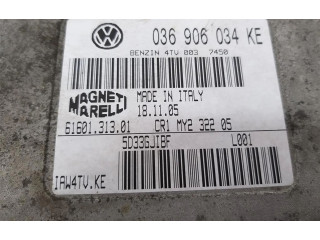 036 906 034 KE
BENZIN 4TV 003 7450
MAGNETI
MARELLI
MADE IN ITALY
18.11.05
61601.313.01 CR1 MY2 322 05
5D33GJIBF L001
IAW4TV.KE